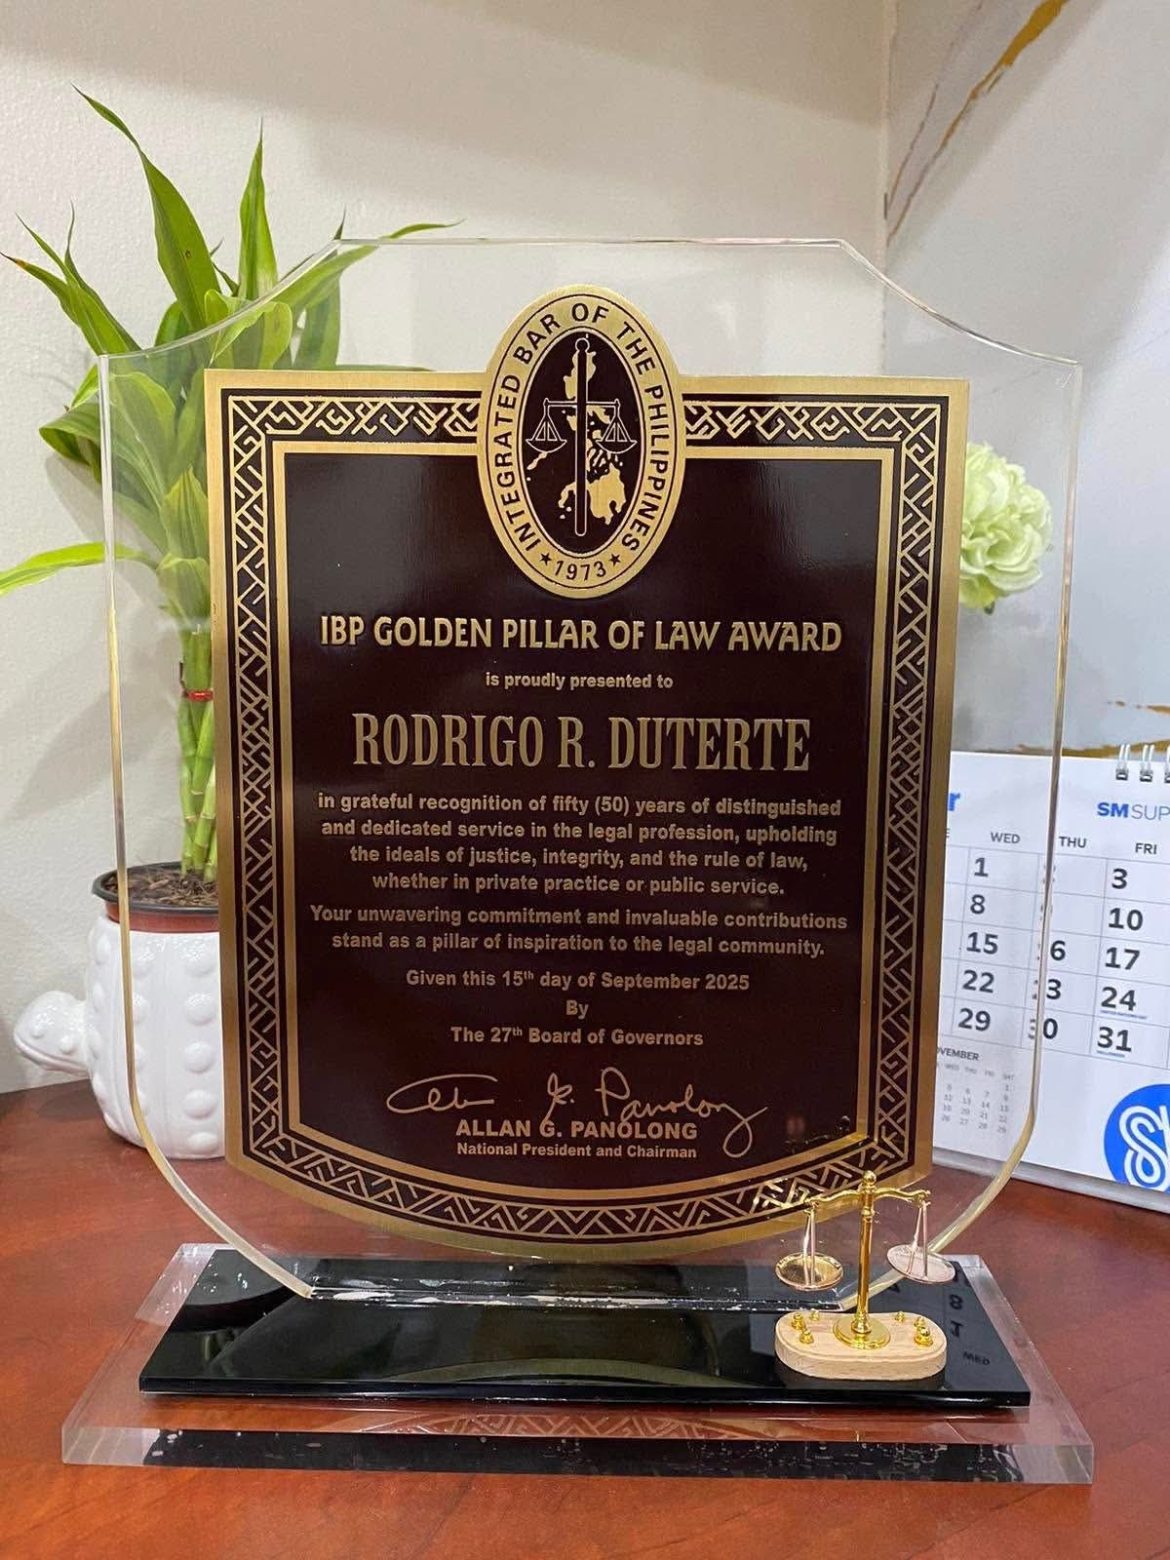 INTEGRATED BAR OF THE PHILIPPINES
★ 1973 ★
IBP GOLDEN PILLAR OF LAW AWARD
is proudly presented to
RODRIGO R. DUTERTE
in grateful recognition of fifty (50) years of distinguished
and dedicated service in the legal profession, upholding
the ideals of justice, integrity, and the rule of law,
whether in private practice or public service.
Your unwavering commitment and invaluable contributions
stand as a pillar of inspiration to the legal community.
Given this 15th day of September 2025
By
The 27th Board of Governors
ALLAN G. PANOLONG
National President and Chairman
SM SUP
WED THU FRI
1 3
8 10
15 16 17
22 23 24
29 30 31